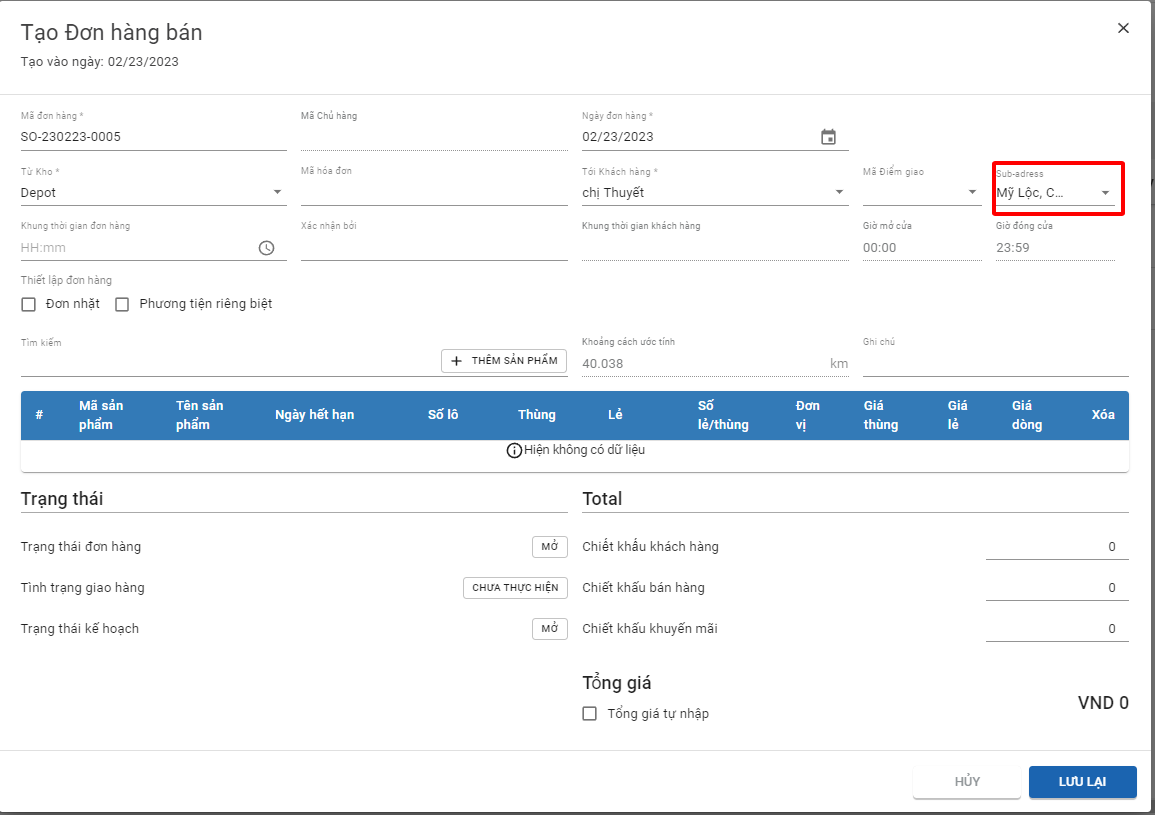 Tạo Đơn hàng bán
Tạo vào ngày: 02/23/2023
Mã đơn hàng *
Mã Chủ hàng
Ngày đơn hàng *
SO-230223-0005
02/23/2023
Từ Kho *
Mã hóa đơn
Tới Khách hàng *
Mã Điểm giao
Sub-adress
Depot
chị Thuyết
Mỹ Lộc, C...
Khung thời gian đơn hàng
Xác nhận bởi
Khung thời gian khách hàng
Giờ mở cửa
Giờ đóng cửa
HH:mm
00:00
23:59
Thiết lập đơn hàng
Đơn nhặt
Phương tiện riêng biệt
Tìm kiếm
THÊM SẢN PHẨM
Khoảng cách ước tính
40.038 km
Ghi chú
# Mã sản phẩm Tên sản phẩm Ngày hết hạn Số lô Thùng Lẻ Số lẻ/thùng Đơn vị Giá thùng Giá lẻ Giá dòng Xóa
Hiện không có dữ liệu
Trạng thái
Total
Trạng thái đơn hàng MỞ
Chiết khấu khách hàng 0
Tình trạng giao hàng CHƯA THỰC HIỆN
Chiết khấu bán hàng 0
Trạng thái kế hoạch MỞ
Chiết khấu khuyến mãi 0
Tổng giá
VND 0
Tổng giá tự nhập
HỦY
LƯU LẠI